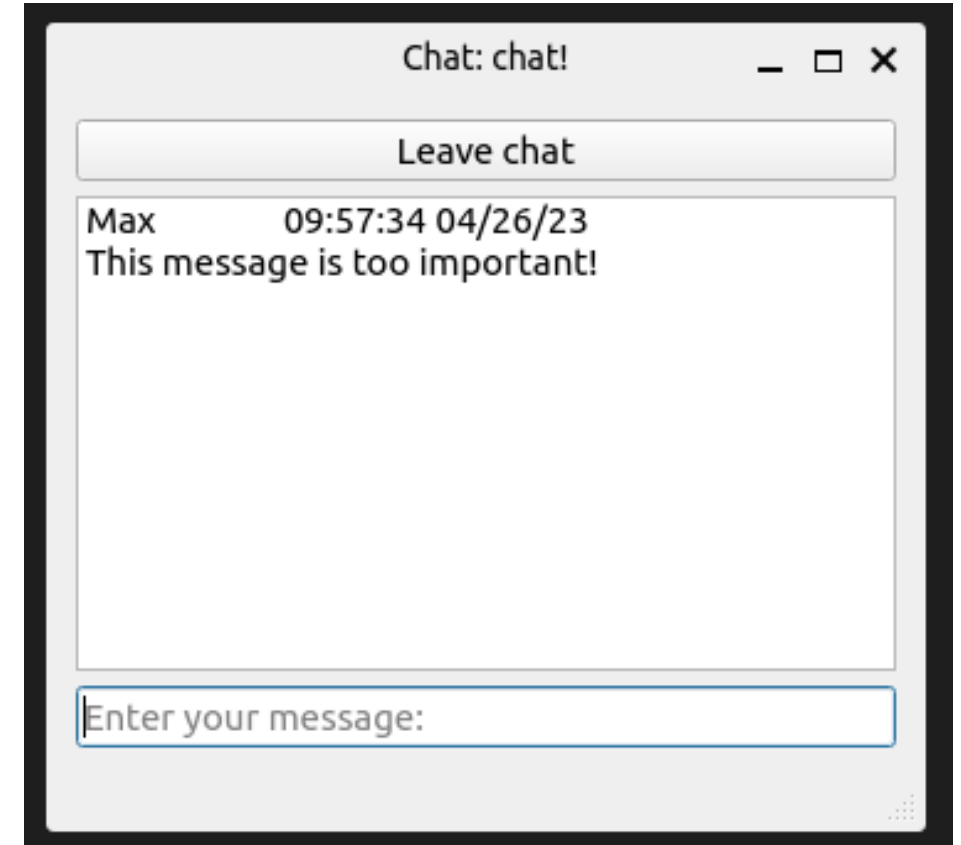 Chat: chat!
Leave chat
Max 09:57:34 04/26/23
This message is too important!
Enter your message: